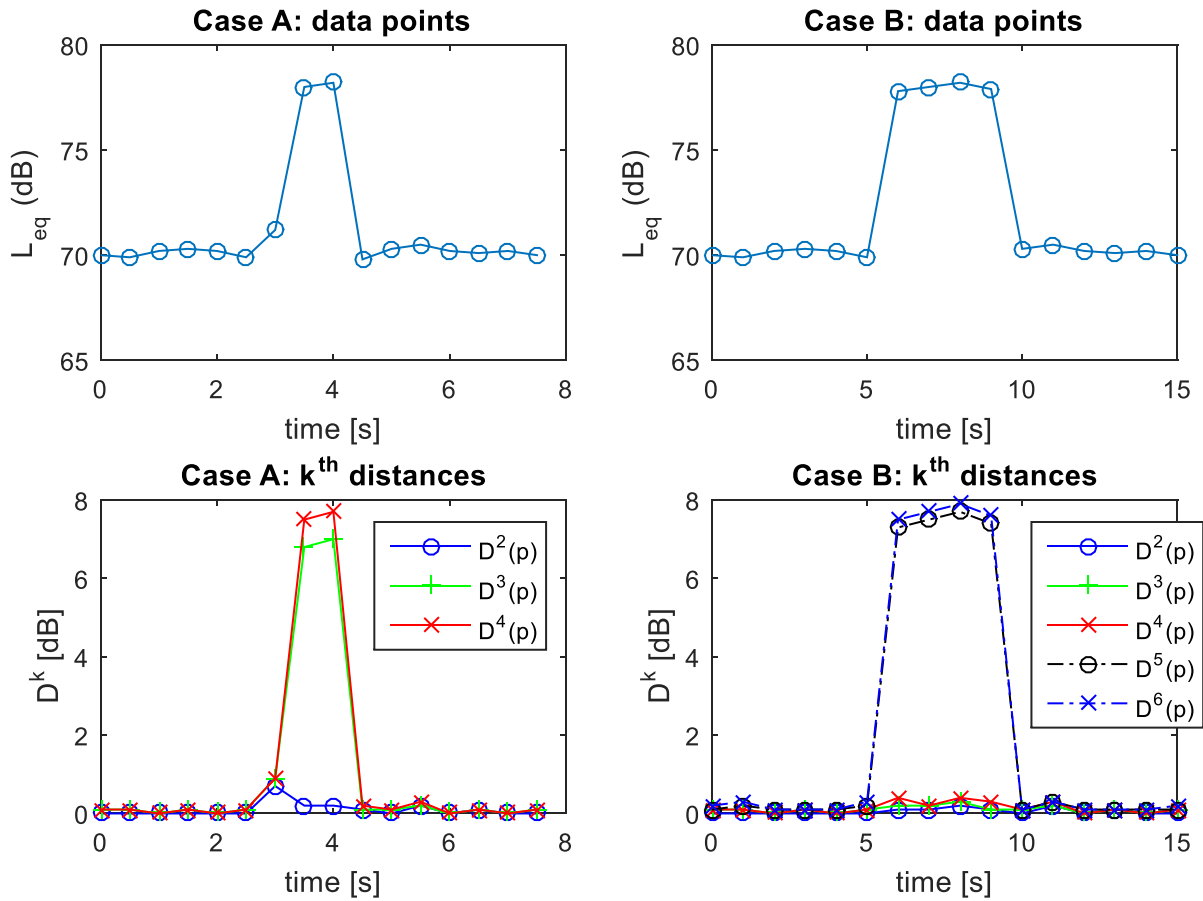 Case A: data points
80
75
70
65
L_eq (dB)
0 2 4 6 8
time [s]
Case B: data points
80
75
70
65
L_eq (dB)
0 5 10 15
time [s]
Case A: k^th distances
8
6
4
2
0
D^k [dB]
D^2(p)
D^3(p)
D^4(p)
0 2 4 6 8
time [s]
Case B: k^th distances
8
6
4
2
0
D^k [dB]
D^2(p)
D^3(p)
D^4(p)
D^5(p)
D^6(p)
0 5 10 15
time [s]